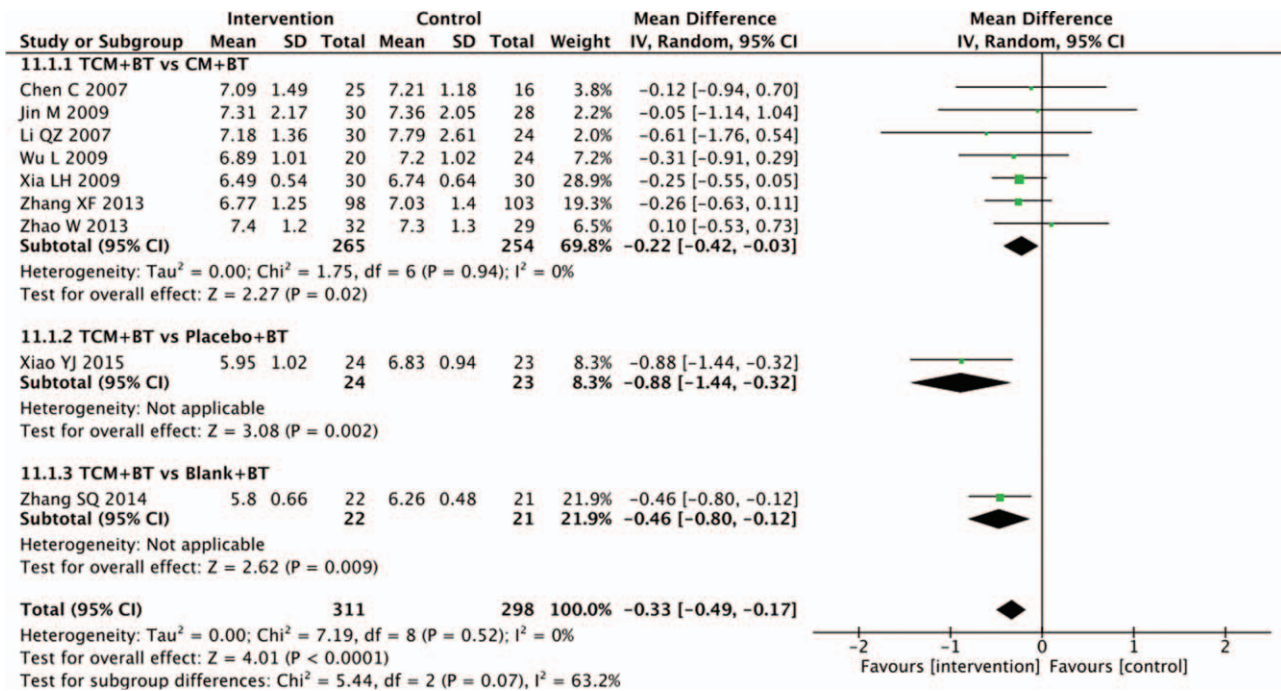 Intervention Control Mean Difference Mean Difference
Study or Subgroup Mean SD Total Mean SD Total Weight IV, Random, 95% CI IV, Random, 95% CI
11.1.1 TCM+BT vs CM+BT
Chen C 2007 7.09 1.49 25 7.21 1.18 16 3.8% −0.12 [−0.94, 0.70]
Jin M 2009 7.31 2.17 30 7.36 2.05 28 2.2% −0.05 [−1.14, 1.04]
Li QZ 2007 7.18 1.36 30 7.79 2.61 24 2.0% −0.61 [−1.76, 0.54]
Wu L 2009 6.89 1.01 20 7.2 1.02 24 7.2% −0.31 [−0.91, 0.29]
Xia LH 2009 6.49 0.54 30 6.74 0.64 30 28.9% −0.25 [−0.55, 0.05]
Zhang XF 2013 6.77 1.25 98 7.03 1.4 103 19.3% −0.26 [−0.63, 0.11]
Zhao W 2013 7.4 1.2 32 7.3 1.3 29 6.5% 0.10 [−0.53, 0.73]
Subtotal (95% CI) 265 254 69.8% −0.22 [−0.42, −0.03]
Heterogeneity: Tau² = 0.00; Chi² = 1.75, df = 6 (P = 0.94); I² = 0%
Test for overall effect: Z = 2.27 (P = 0.02)
11.1.2 TCM+BT vs Placebo+BT
Xiao YJ 2015 5.95 1.02 24 6.83 0.94 23 8.3% −0.88 [−1.44, −0.32]
Subtotal (95% CI) 24 23 8.3% −0.88 [−1.44, −0.32]
Heterogeneity: Not applicable
Test for overall effect: Z = 3.08 (P = 0.002)
11.1.3 TCM+BT vs Blank+BT
Zhang SQ 2014 5.8 0.66 22 6.26 0.48 21 21.9% −0.46 [−0.80, −0.12]
Subtotal (95% CI) 22 21 21.9% −0.46 [−0.80, −0.12]
Heterogeneity: Not applicable
Test for overall effect: Z = 2.62 (P = 0.009)
Total (95% CI) 311 298 100.0% −0.33 [−0.49, −0.17]
Heterogeneity: Tau² = 0.00; Chi² = 7.19, df = 8 (P = 0.52); I² = 0%
Test for overall effect: Z = 4.01 (P < 0.0001)
Test for subgroup differences: Chi² = 5.44, df = 2 (P = 0.07), I² = 63.2%
−2 −1 0 1 2
Favours [intervention] Favours [control]